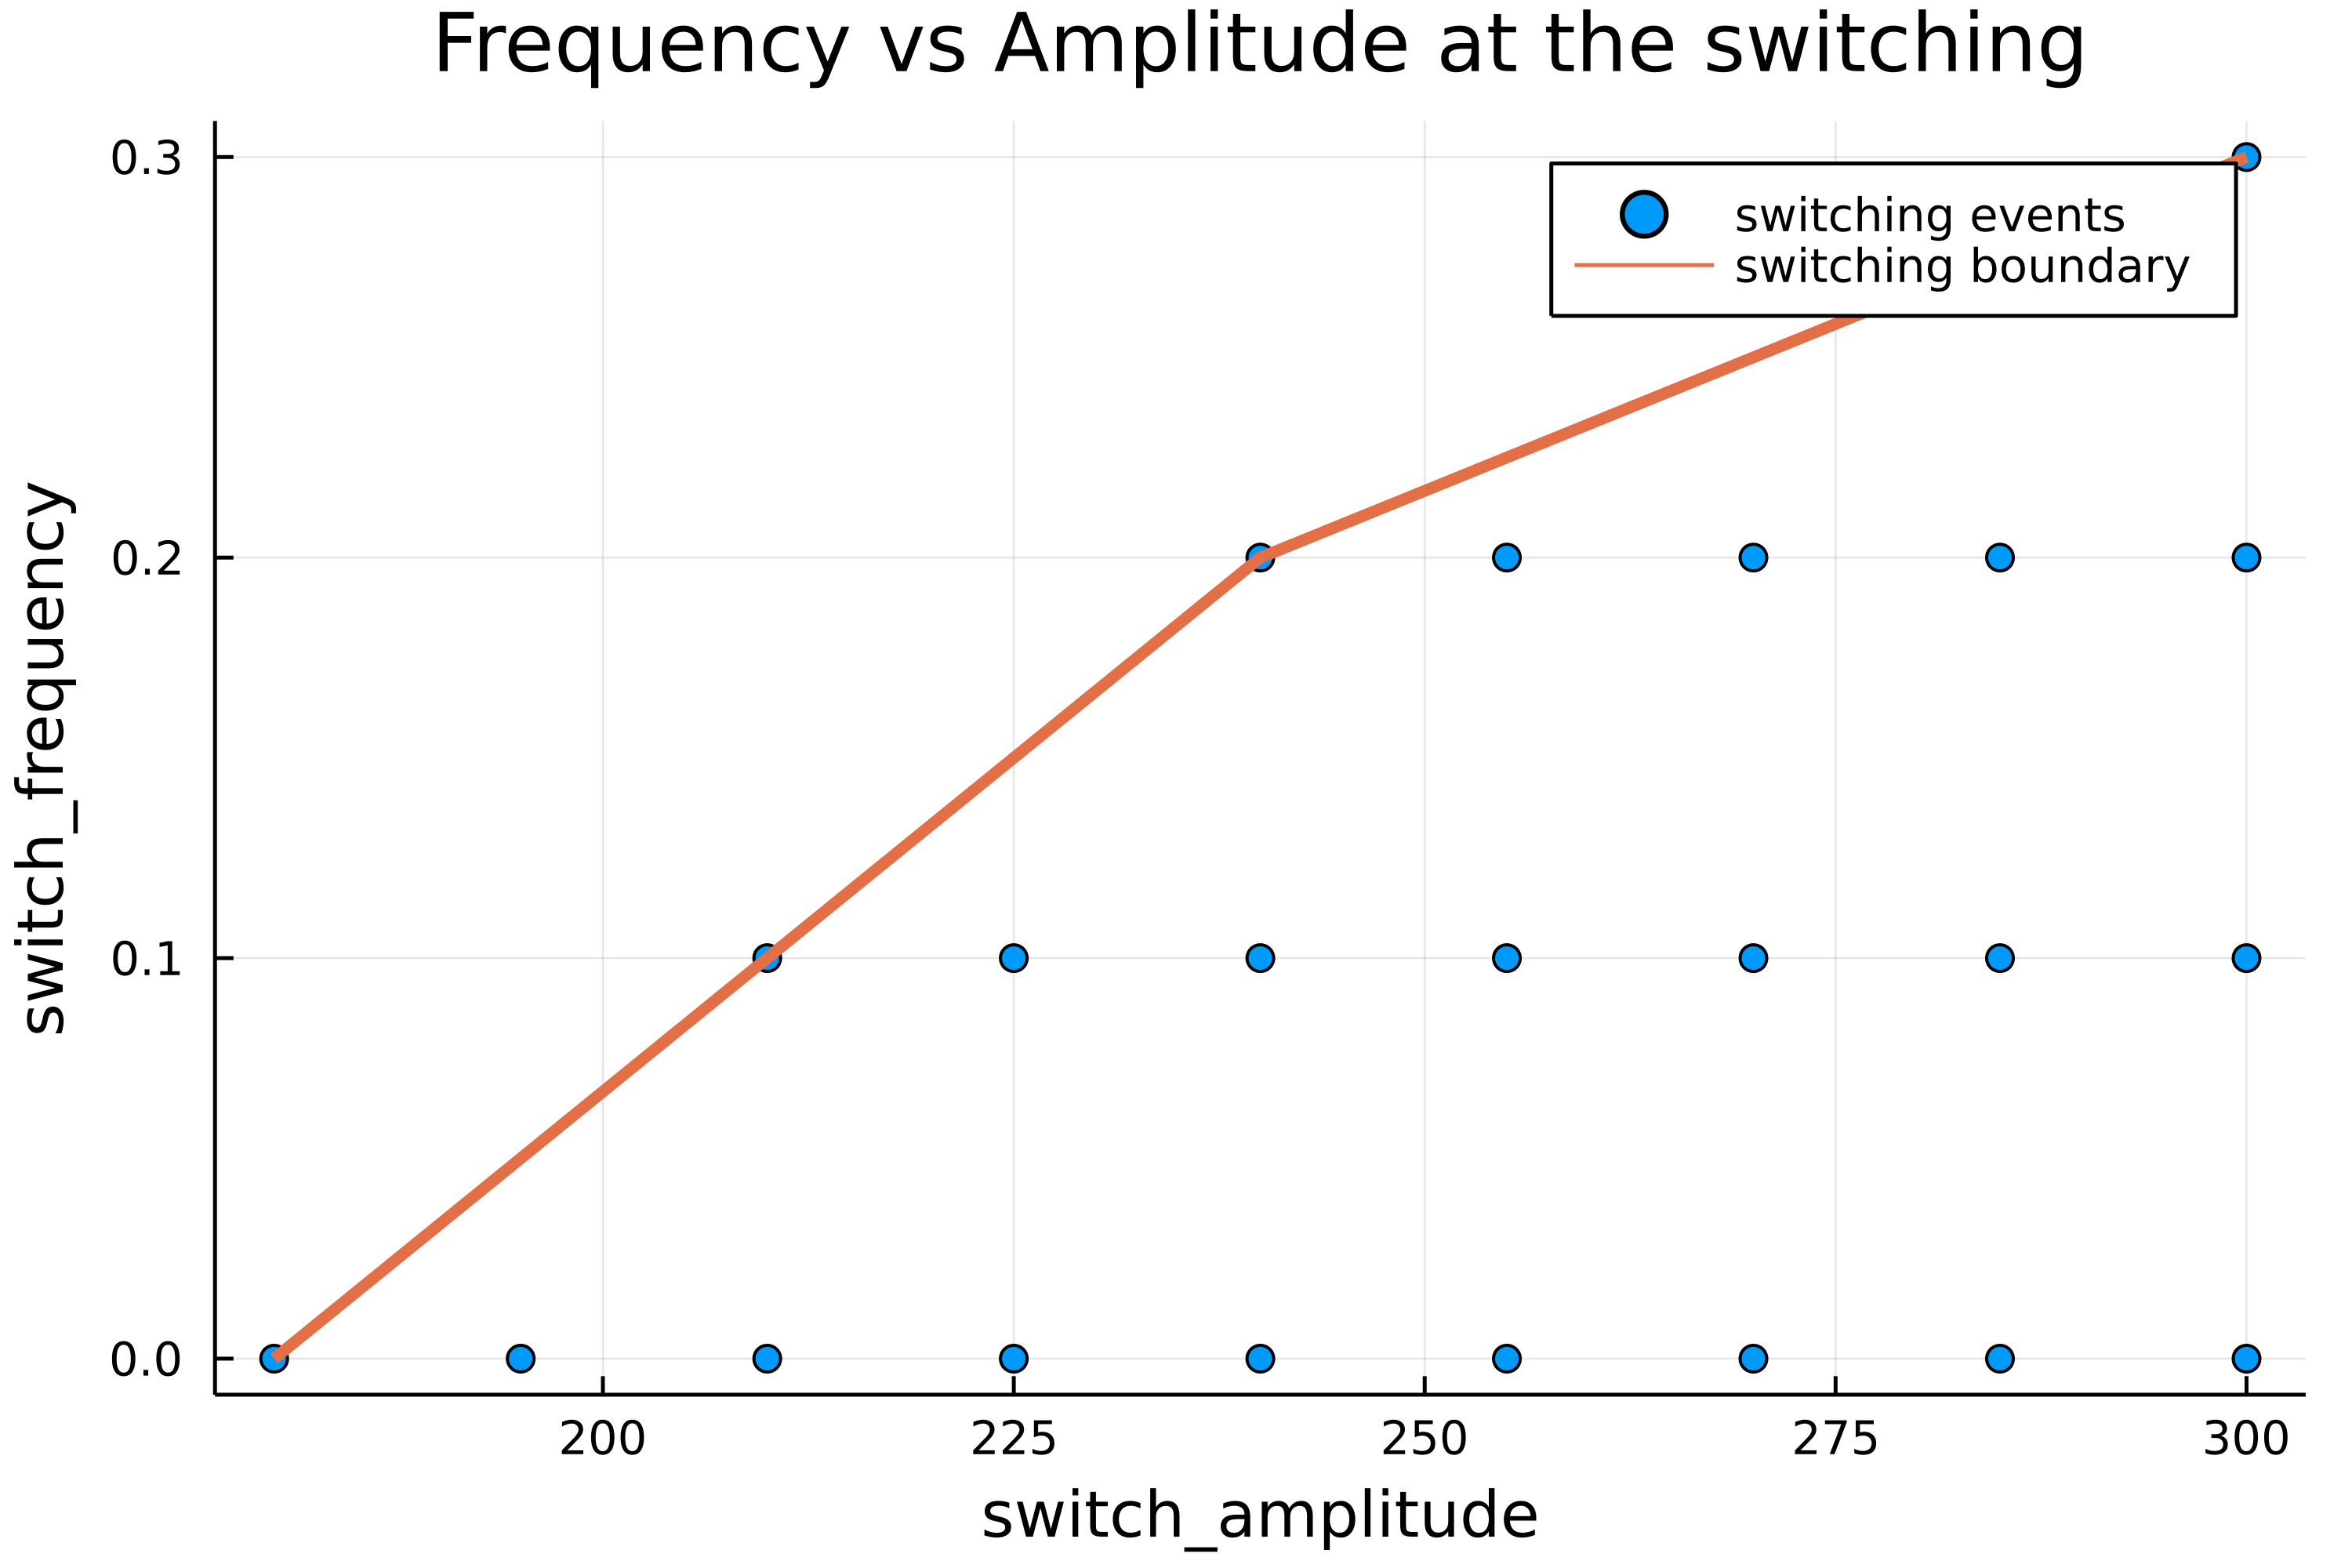 Frequency vs Amplitude at the switching
switching events
switching boundary
switch_frequency
0.3
0.2
0.1
0.0
200 225 250 275 300
switch_amplitude